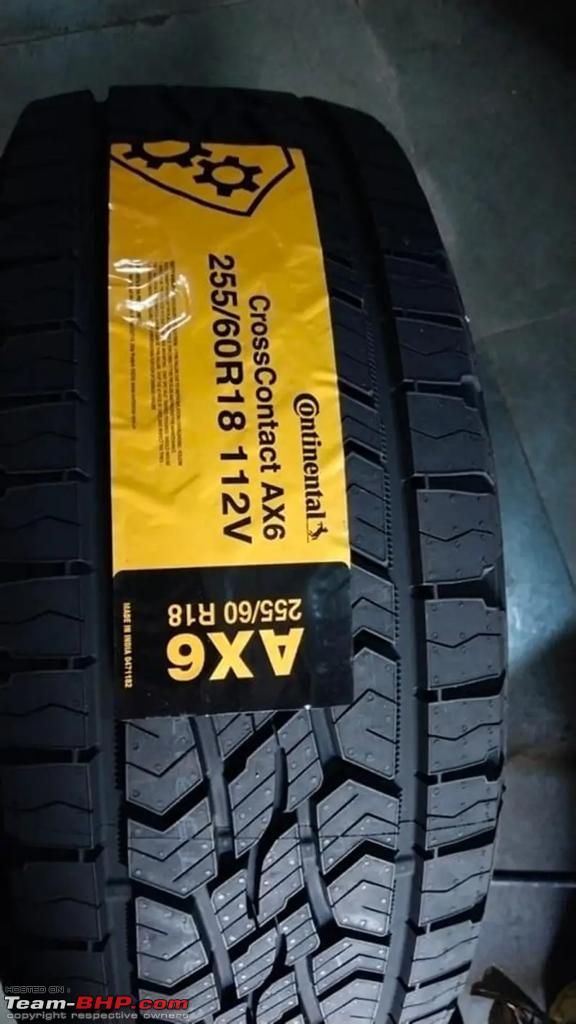 Continental
CrossContact AX6
255/60R18 112V
AX6
255/60 R18
MADE IN INDIA 0471182
HOSTED ON :
Team-BHP.com
copyright respective owners